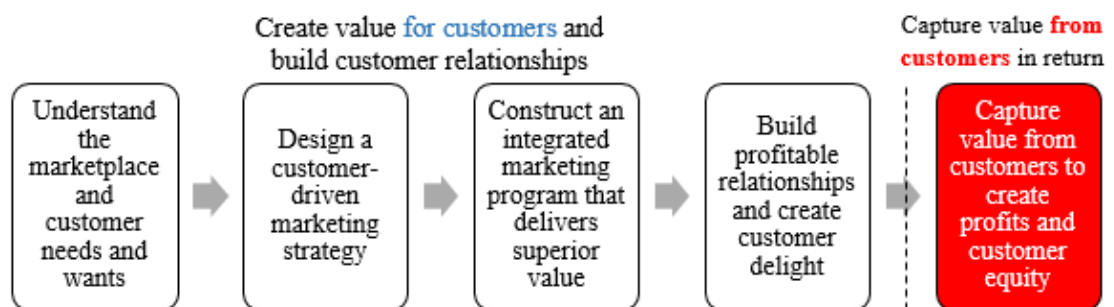 Create value for customers and
build customer relationships
Capture value from
customers in return
Understand
the
marketplace
and
customer
needs and
wants
Design a
customer-
driven
marketing
strategy
Construct an
integrated
marketing
program that
delivers
superior
value
Build
profitable
relationships
and create
customer
delight
Capture
value from
customers to
create
profits and
customer
equity